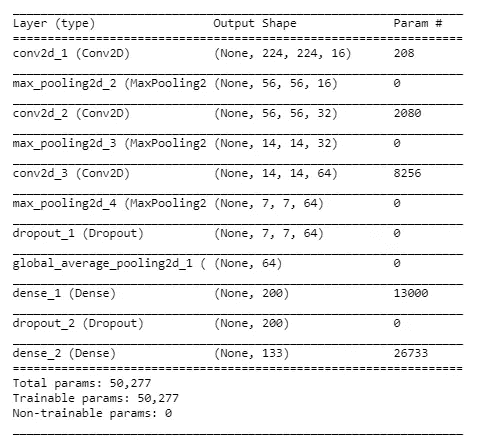 Layer (type) Output Shape Param #
=================================================================
conv2d_1 (Conv2D) (None, 224, 224, 16) 208
max_pooling2d_2 (MaxPooling2 (None, 56, 56, 16) 0
conv2d_2 (Conv2D) (None, 56, 56, 32) 2080
max_pooling2d_3 (MaxPooling2 (None, 14, 14, 32) 0
conv2d_3 (Conv2D) (None, 14, 14, 64) 8256
max_pooling2d_4 (MaxPooling2 (None, 7, 7, 64) 0
dropout_1 (Dropout) (None, 7, 7, 64) 0
global_average_pooling2d_1 ( (None, 64) 0
dense_1 (Dense) (None, 200) 13000
dropout_2 (Dropout) (None, 200) 0
dense_2 (Dense) (None, 133) 26733
=================================================================
Total params: 50,277
Trainable params: 50,277
Non-trainable params: 0